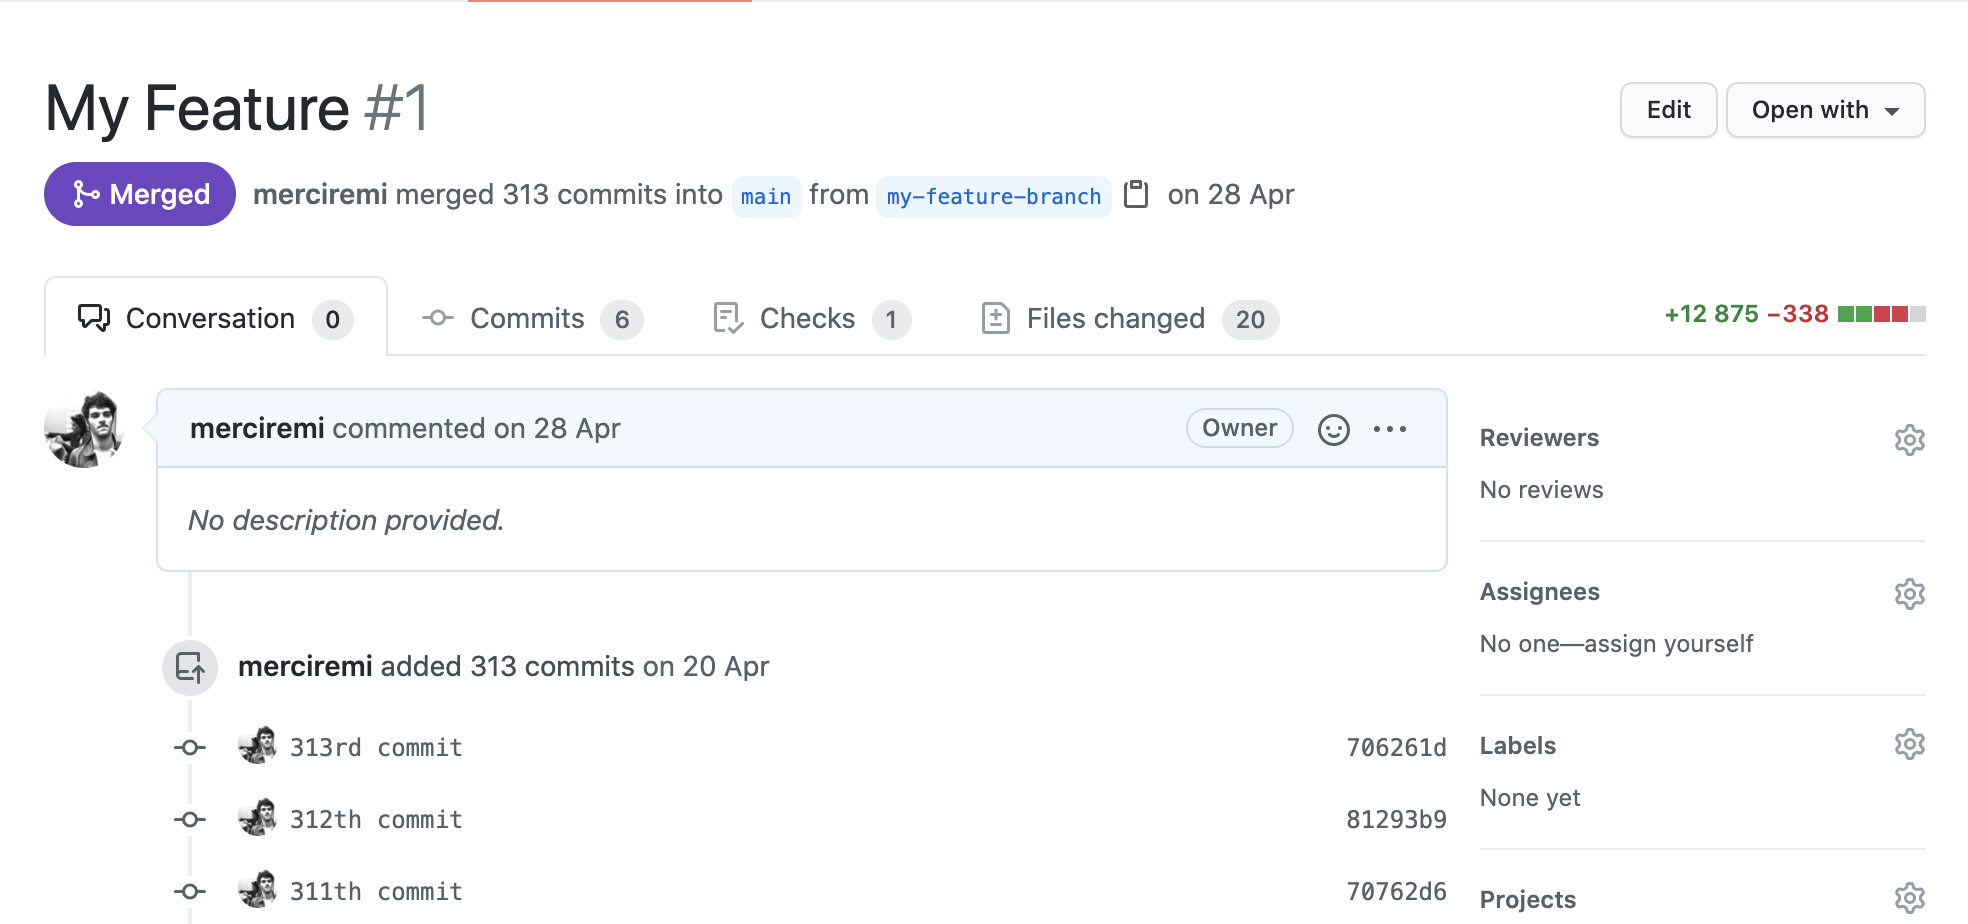 My Feature #1
Edit
Open with
Merged
merciremi merged 313 commits into main from my-feature-branch on 28 Apr
Conversation 0
Commits 6
Checks 1
Files changed 20
+12 875 −338
merciremi commented on 28 Apr
Owner
No description provided.
merciremi added 313 commits on 20 Apr
313rd commit 706261d
312th commit 81293b9
311th commit 70762d6
Reviewers
No reviews
Assignees
No one—assign yourself
Labels
None yet
Projects